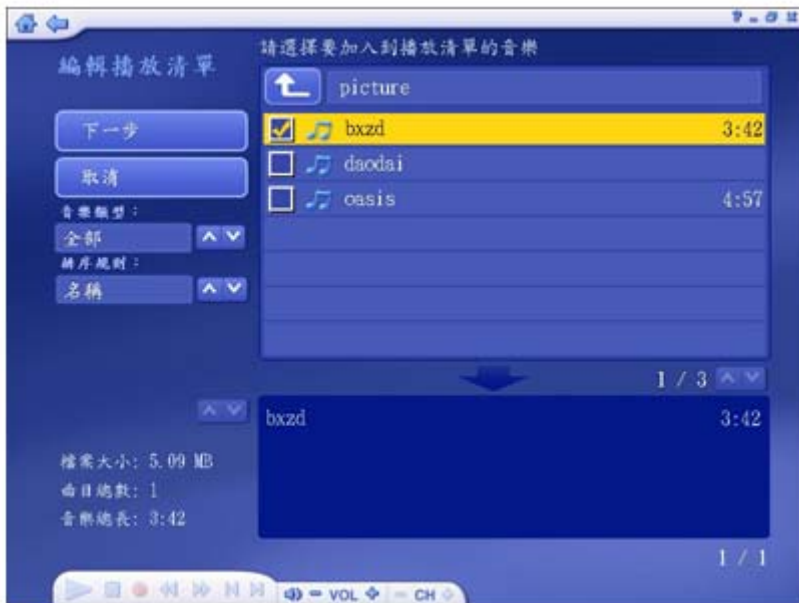 編輯播放清單
請選擇要加入到播放清單的音樂
picture
下一步
取消
音樂類型：
全部
排序規則：
名稱
bxzd 3:42
daodai
oasis 4:57
1 / 3
bxzd 3:42
檔案大小: 5.09 MB
曲目總數: 1
音樂總長: 3:42
1 / 1
VOL
CH